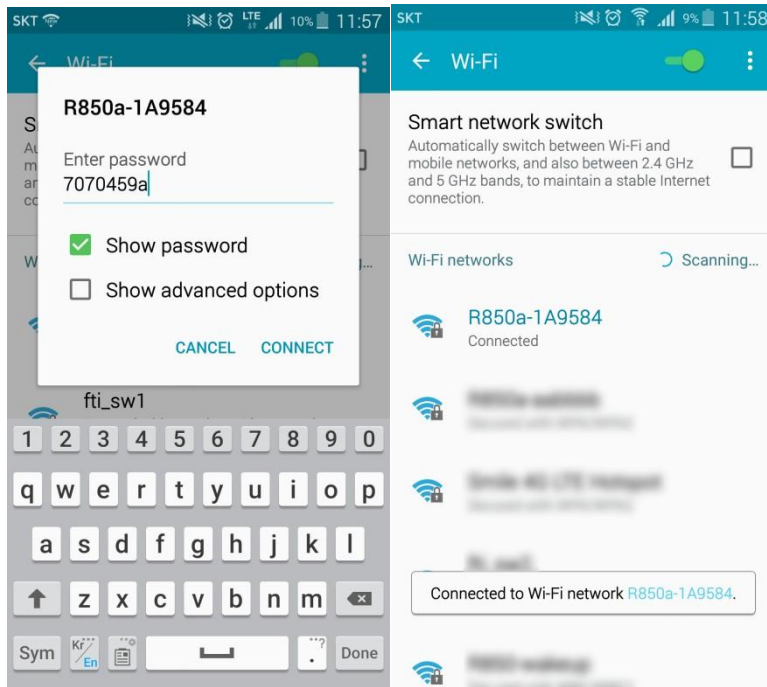 SKT LTE 10% 11:57
Wi-Fi
R850a-1A9584
Enter password
7070459a
Show password
Show advanced options
CANCEL CONNECT
fti_sw1
1 2 3 4 5 6 7 8 9 0
q w e r t y u i o p
a s d f g h j k l
z x c v b n m
Sym Kr/En . ? Done
SKT 9% 11:58
Wi-Fi
Smart network switch
Automatically switch between Wi-Fi and
mobile networks, and also between 2.4 GHz
and 5 GHz bands, to maintain a stable Internet
connection.
Wi-Fi networks Scanning...
R850a-1A9584
Connected
Connected to Wi-Fi network R850a-1A9584.